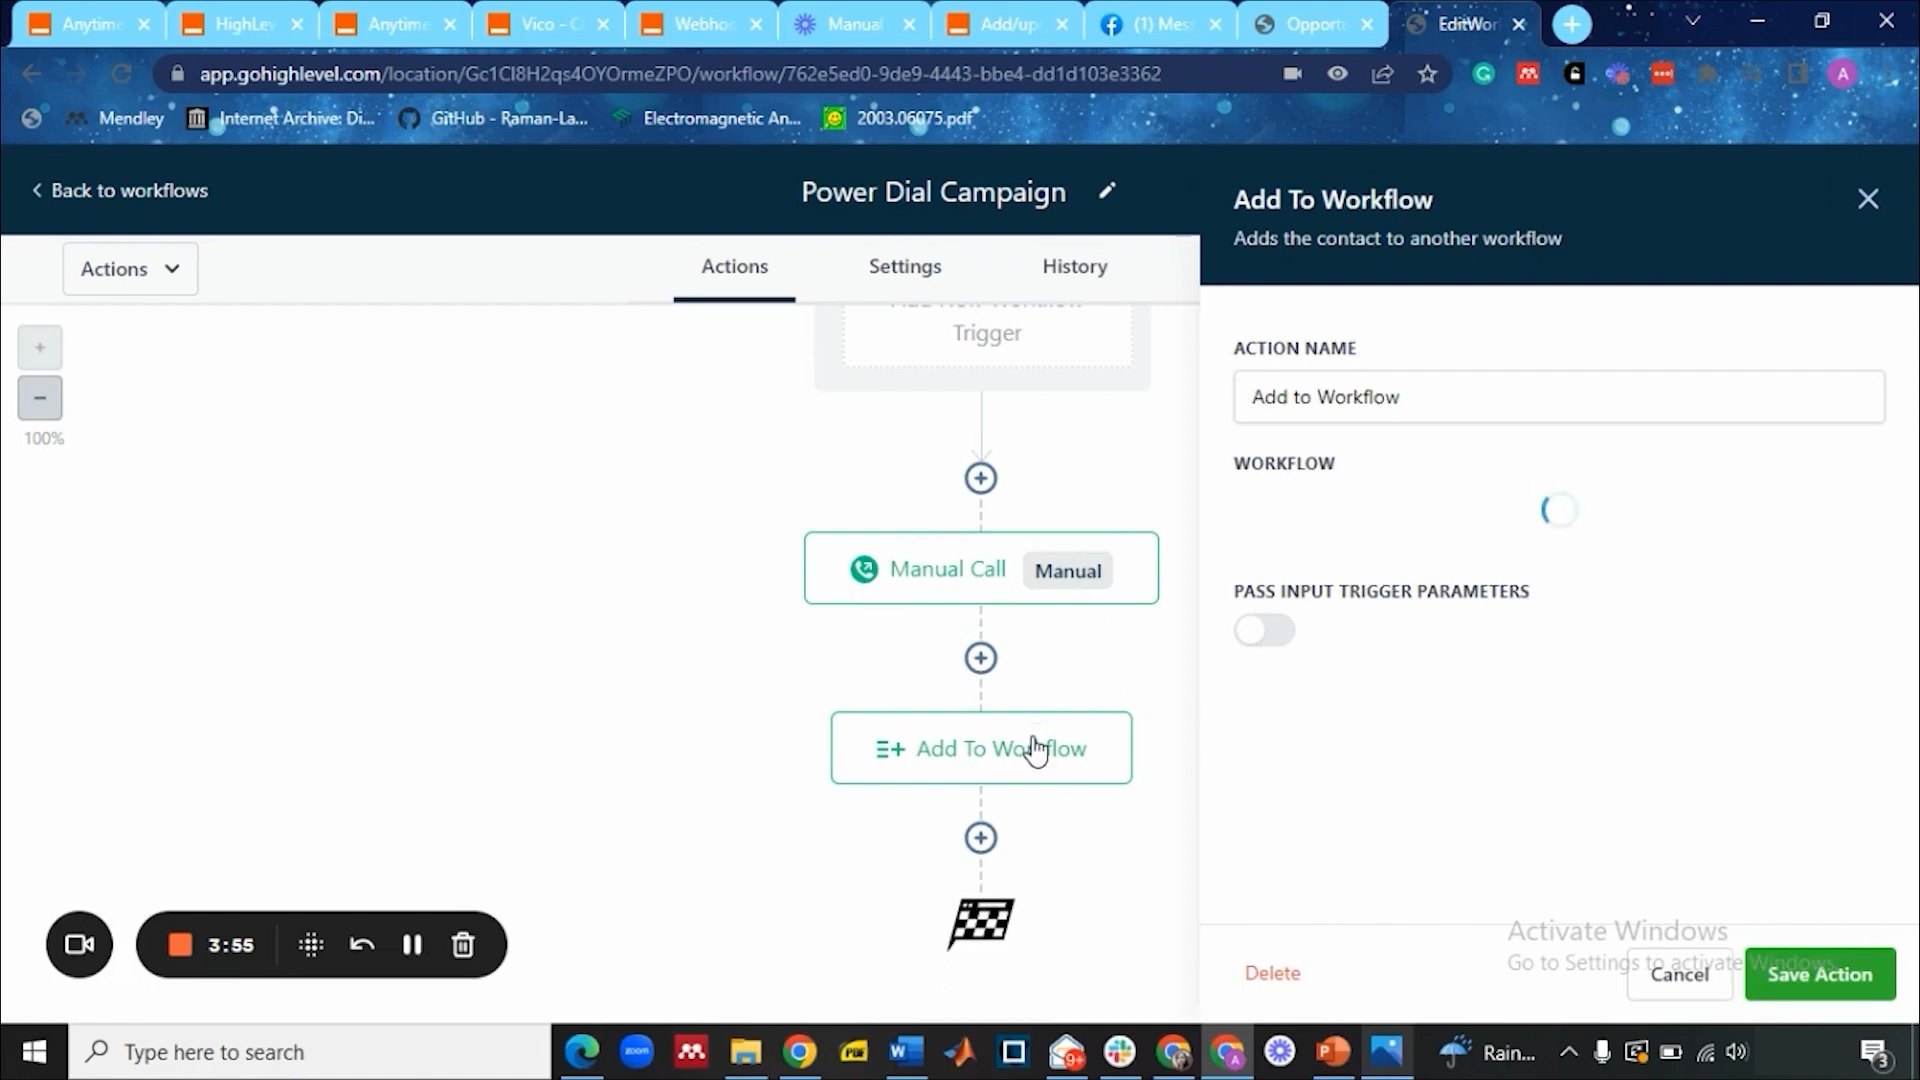 Anytime
HighLev
Anytime
Vico - C
Webhoo
Manual
Add/up
(1) Mes
Opport
EditWor
app.gohighlevel.com/location/Gc1CI8H2qs4OYOrmeZPO/workflow/762e5ed0-9de9-4443-bbe4-dd1d103e3362
A
Mendley
Internet Archive: Di...
GitHub - Raman-La...
Electromagnetic An...
2003.06075.pdf
Back to workflows
Power Dial Campaign
Add To Workflow
Adds the contact to another workflow
Actions
Actions
Settings
History
Trigger
100%
ACTION NAME
Add to Workflow
WORKFLOW
PASS INPUT TRIGGER PARAMETERS
Manual Call
Manual
Add To Workflow
3:55
Activate Windows
Go to Settings to activate Windows.
Delete
Cancel
Save Action
Type here to search
zoom
PDF
W
9+
A
P
Rain...
3